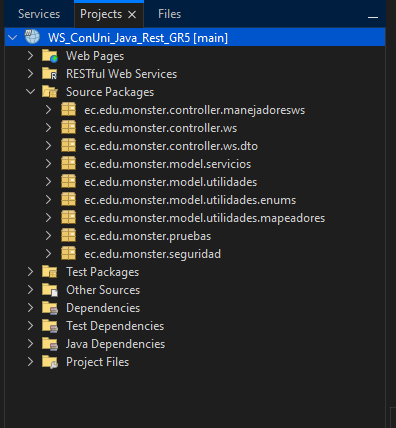 Services Projects × Files
WS_ConUni_Java_Rest_GR5 [main]
Web Pages
RESTful Web Services
Source Packages
ec.edu.monster.controller.manejadoresws
ec.edu.monster.controller.ws
ec.edu.monster.controller.ws.dto
ec.edu.monster.model.servicios
ec.edu.monster.model.utilidades
ec.edu.monster.model.utilidades.enums
ec.edu.monster.model.utilidades.mapeadores
ec.edu.monster.pruebas
ec.edu.monster.seguridad
Test Packages
Other Sources
Dependencies
Test Dependencies
Java Dependencies
Project Files